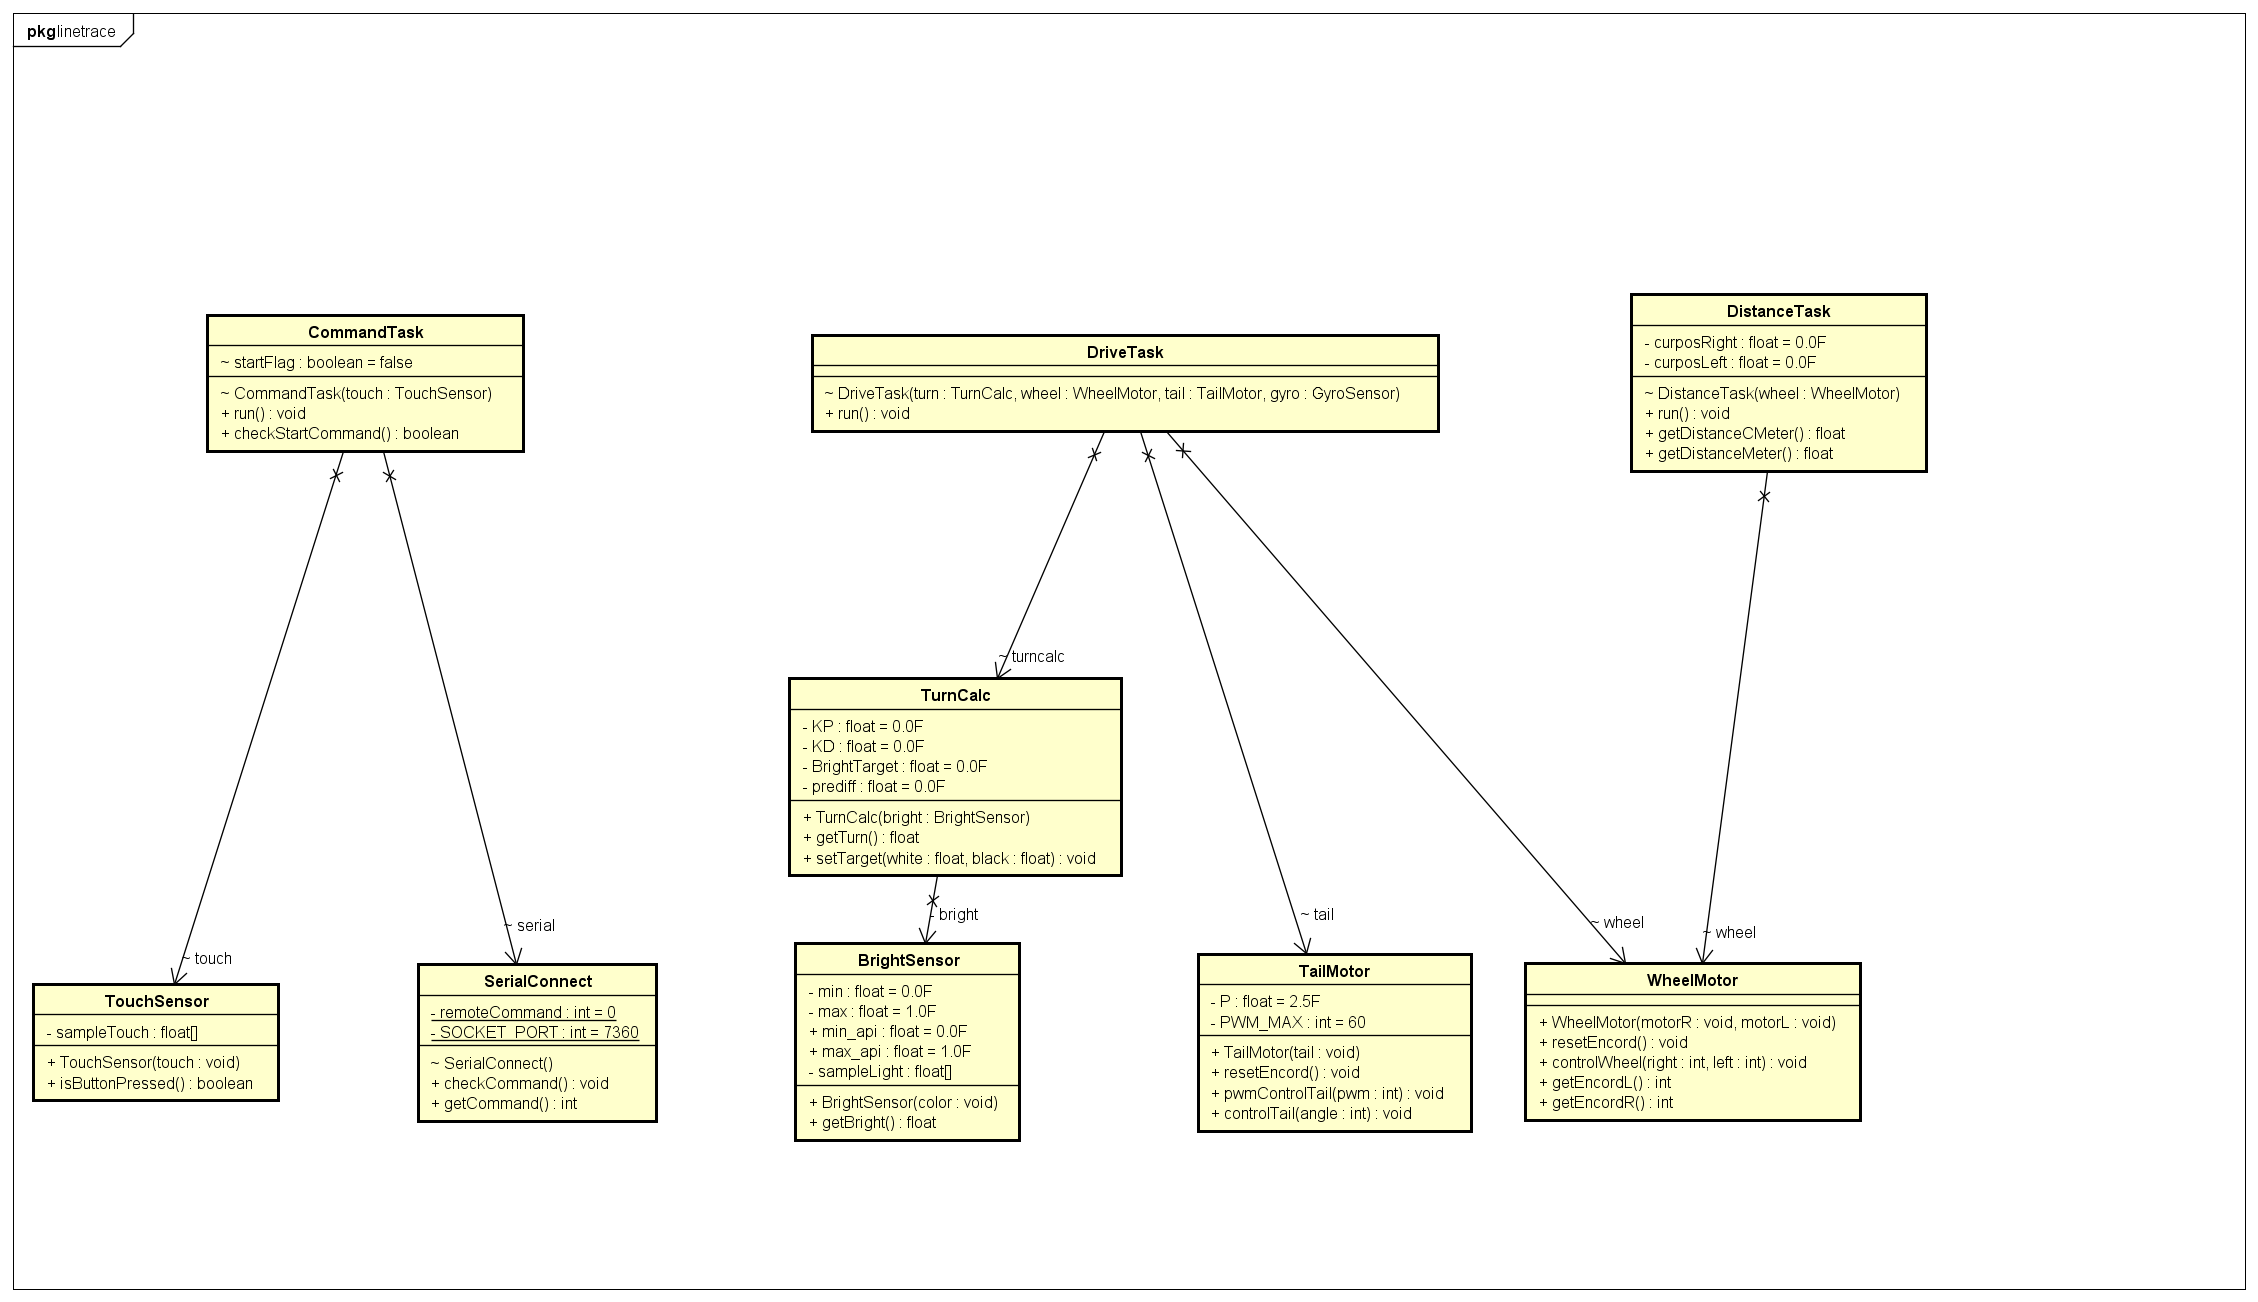 pkg linetrace
CommandTask
~ startFlag : boolean = false
~ CommandTask(touch : TouchSensor)
+ run() : void
+ checkStartCommand() : boolean
DriveTask
~ DriveTask(turn : TurnCalc, wheel : WheelMotor, tail : TailMotor, gyro : GyroSensor)
+ run() : void
DistanceTask
- curposRight : float = 0.0F
- curposLeft : float = 0.0F
~ DistanceTask(wheel : WheelMotor)
+ run() : void
+ getDistanceCMeter() : float
+ getDistanceMeter() : float
~ turncalc
TurnCalc
- KP : float = 0.0F
- KD : float = 0.0F
- BrightTarget : float = 0.0F
- prediff : float = 0.0F
+ TurnCalc(bright : BrightSensor)
+ getTurn() : float
+ setTarget(white : float, black : float) : void
~ touch
~ serial
- bright
~ tail
~ wheel
~ wheel
TouchSensor
- sampleTouch : float[]
+ TouchSensor(touch : void)
+ isButtonPressed() : boolean
SerialConnect
- remoteCommand : int = 0
- SOCKET_PORT : int = 7360
~ SerialConnect()
+ checkCommand() : void
+ getCommand() : int
BrightSensor
- min : float = 0.0F
- max : float = 1.0F
+ min_api : float = 0.0F
+ max_api : float = 1.0F
- sampleLight : float[]
+ BrightSensor(color : void)
+ getBright() : float
TailMotor
- P : float = 2.5F
- PWM_MAX : int = 60
+ TailMotor(tail : void)
+ resetEncord() : void
+ pwmControlTail(pwm : int) : void
+ controlTail(angle : int) : void
WheelMotor
+ WheelMotor(motorR : void, motorL : void)
+ resetEncord() : void
+ controlWheel(right : int, left : int) : void
+ getEncordL() : int
+ getEncordR() : int